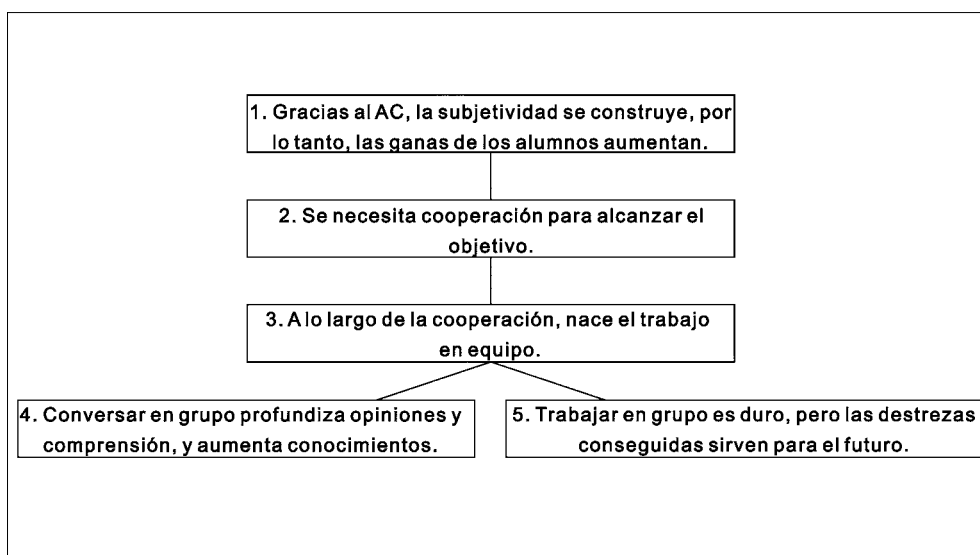 1. Gracias al AC, la subjetividad se construye, por
lo tanto, las ganas de los alumnos aumentan.
2. Se necesita cooperación para alcanzar el
objetivo.
3. A lo largo de la cooperación, nace el trabajo
en equipo.
4. Conversar en grupo profundiza opiniones y
comprensión, y aumenta conocimientos.
5. Trabajar en grupo es duro, pero las destrezas
conseguidas sirven para el futuro.